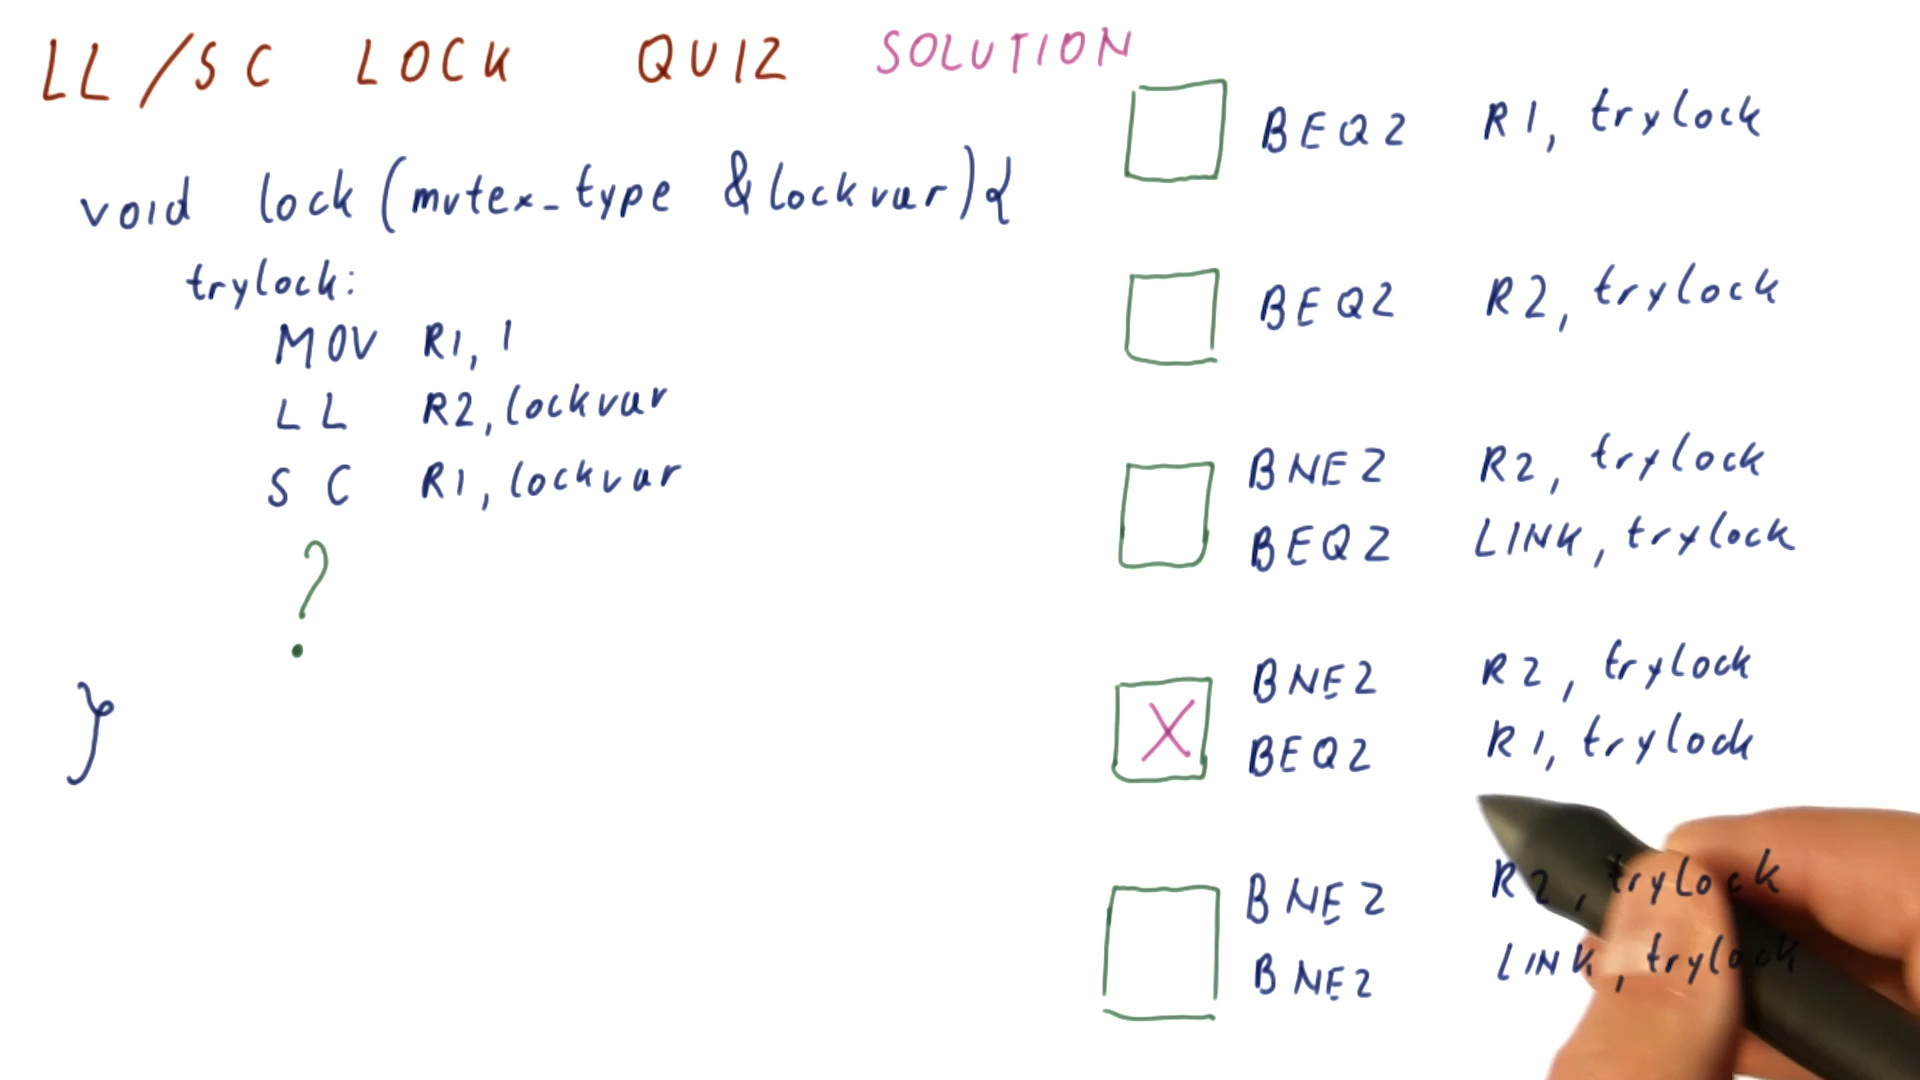 LL/SC LOCK QUIZ SOLUTION
void lock(mutex_type &lockvar){
trylock:
MOV R1, 1
LL R2, lockvar
SC R1, lockvar
?
}
BEQZ R1, trylock
BEQZ R2, trylock
BNEZ R2, trylock
BEQZ LINK, trylock
X BNEZ R2, trylock
BEQZ R1, trylock
BNEZ R2, trylock
BNEZ LINK, trylock